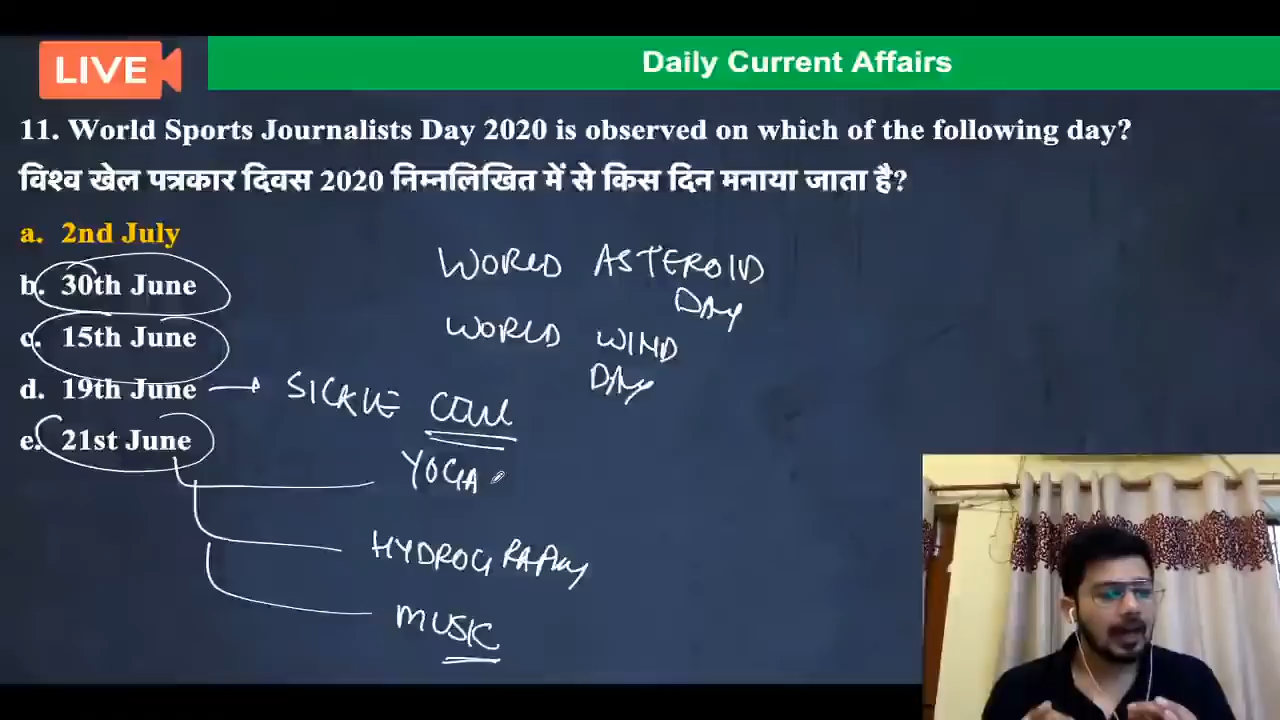 LIVE
Daily Current Affairs
11. World Sports Journalists Day 2020 is observed on which of the following day?
विश्व खेल पत्रकार दिवस 2020 निम्नलिखित में से किस दिन मनाया जाता है?
a. 2nd July
b. 30th June
c. 15th June
d. 19th June
e. 21st June
WORLD ASTEROID
DAY
WORLD WIND
DAY
SICKLE
YOGA
HYDROGRAPHY
MUSIC